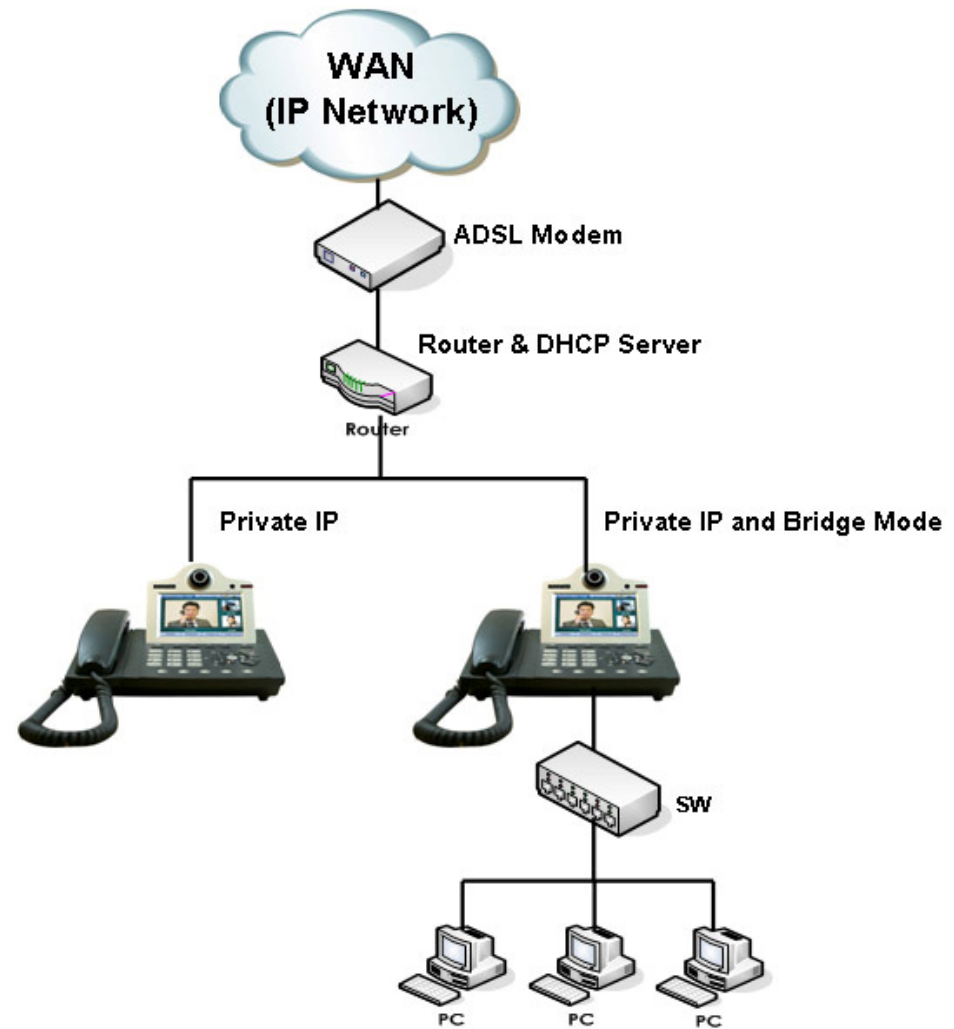 WAN
(IP Network)
ADSL Modem
Router & DHCP Server
Router
Private IP
Private IP and Bridge Mode
SW
PC
PC
PC